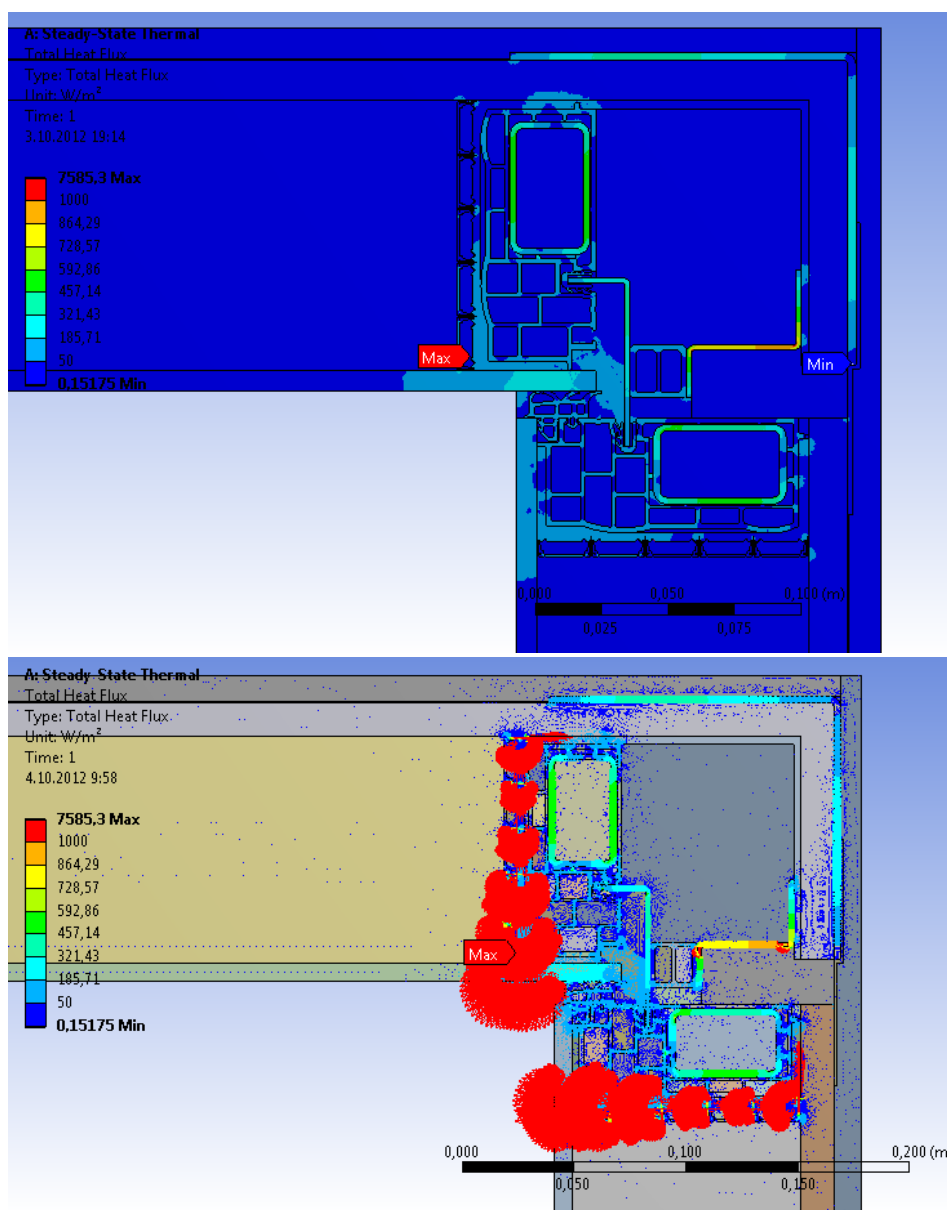 A: Steady-State Thermal
Total Heat Flux
Type: Total Heat Flux
Unit: W/m²
Time: 1
3.10.2012 19:14
7585,3 Max
1000
864,29
728,57
592,86
457,14
321,43
185,71
50
0,15175 Min
Max
Min
0,000
0,050
0,100 (m)
0,025
0,075
A: Steady-State Thermal
Total Heat Flux
Type: Total Heat Flux
Unit: W/m²
Time: 1
4.10.2012 9:58
7585,3 Max
1000
864,29
728,57
592,86
457,14
321,43
185,71
50
0,15175 Min
Max
0,000
0,100
0,200 (m
0,050
0,150